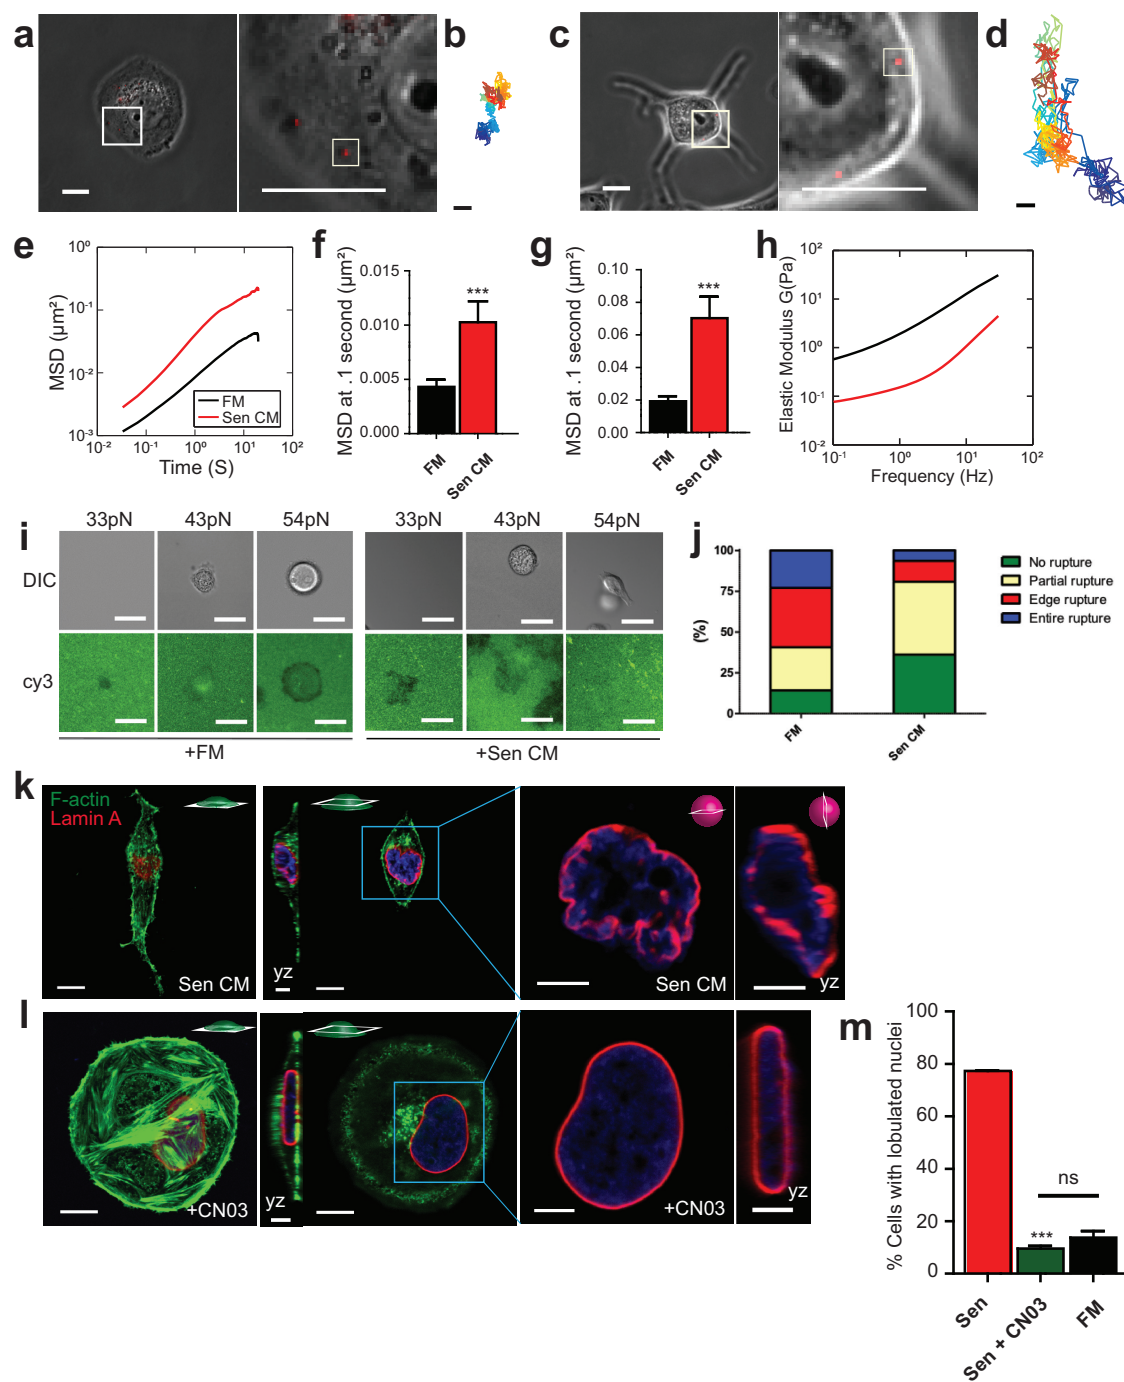 a
b
c
d
e
MSD (µm²)
10⁰
10⁻¹
10⁻²
10⁻³
10⁻²
10⁻¹
10⁰
10¹
10²
FM
Sen CM
Time (S)
f
MSD at .1 second (µm²)
0.015
0.010
0.005
0.000
***
FM
Sen CM
g
MSD at .1 second (µm²)
0.10
0.08
0.06
0.04
0.02
0.00
***
FM
Sen CM
h
Elastic Modulus G(Pa)
10²
10¹
10⁰
10⁻¹
10⁻²
10⁻¹
10⁰
10¹
10²
Frequency (Hz)
i
33pN 43pN 54pN 33pN 43pN 54pN
DIC
cy3
+FM
+Sen CM
j
(%)
100
75
50
25
0
FM
Sen CM
No rupture
Partial rupture
Edge rupture
Entire rupture
k
F-actin
Lamin A
Sen CM
yz
Sen CM
yz
l
+CN03
yz
+CN03
yz
m
% Cells with lobulated nuclei
100
80
60
40
20
0
ns
***
Sen
Sen + CN03
FM